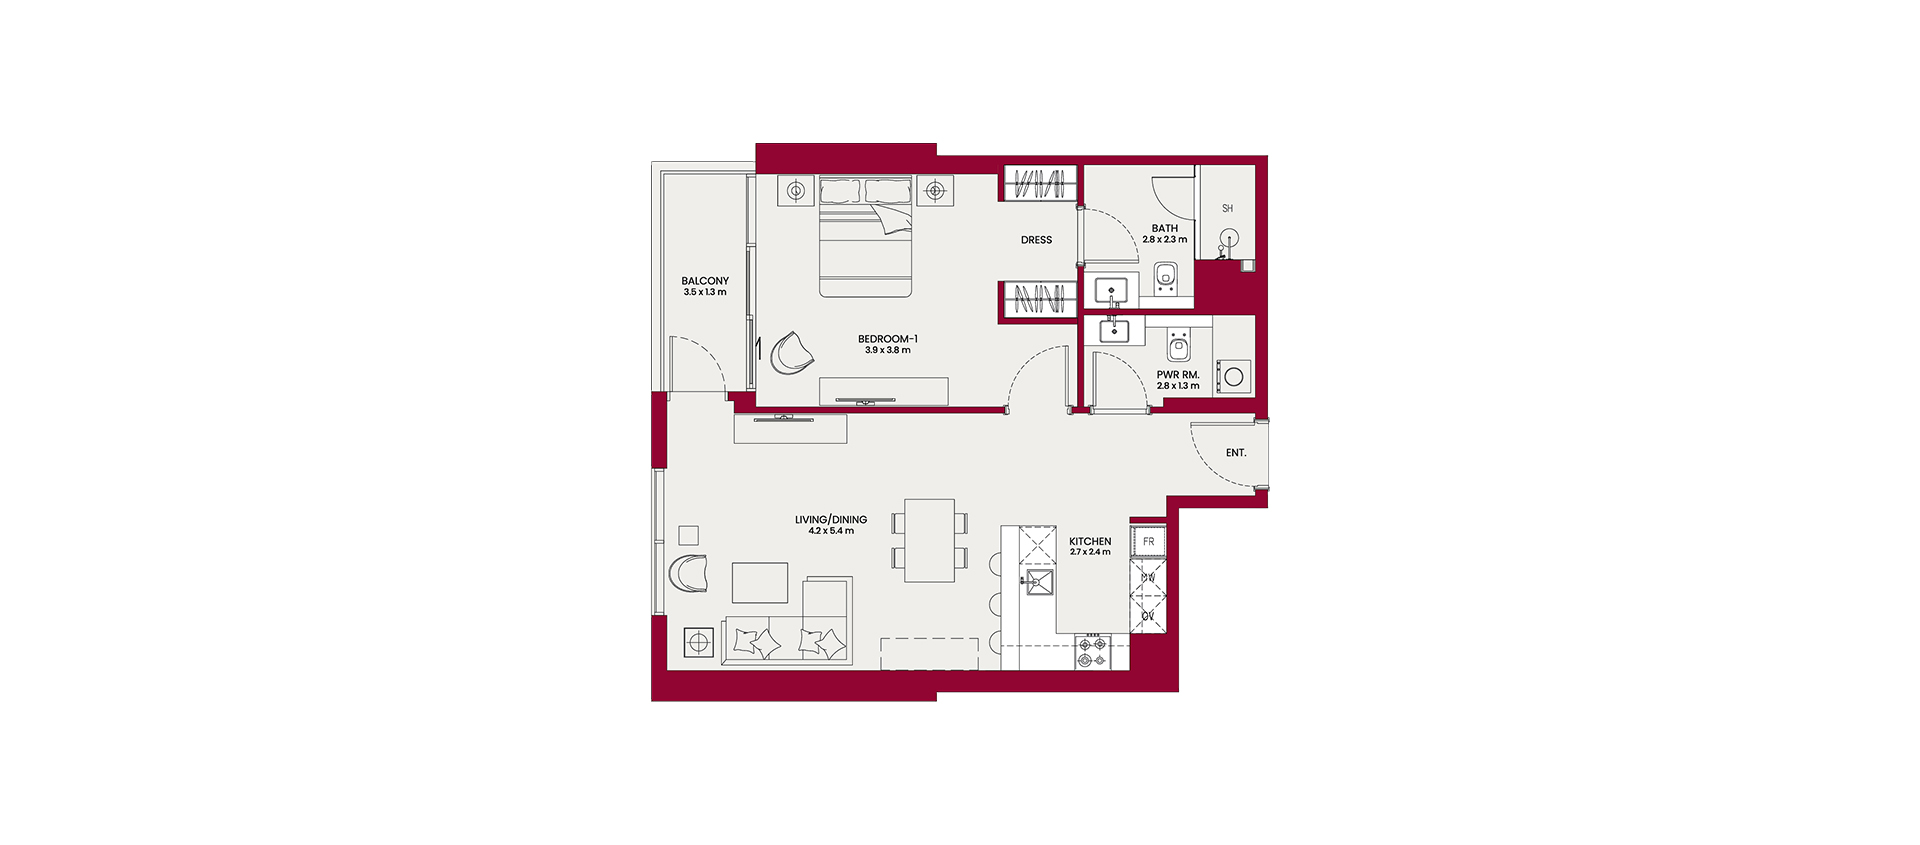 SH
BATH
2.8 x 2.3 m
DRESS
BALCONY
3.5 x 1.3 m
BEDROOM-1
3.9 x 3.8 m
PWR RM.
2.8 x 1.3 m
ENT.
LIVING/DINING
4.2 x 5.4 m
KITCHEN
2.7 x 2.4 m
FR
MW
OV